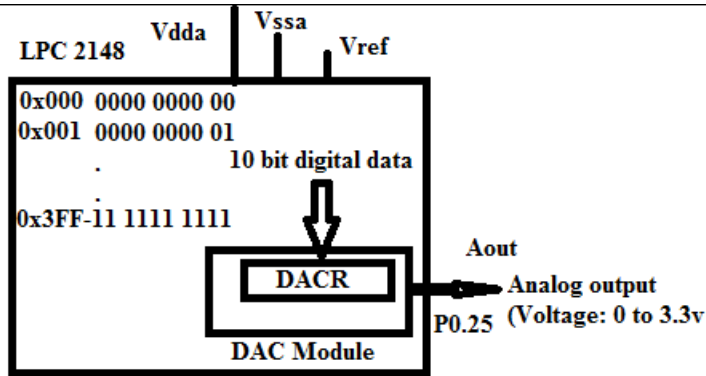 Vdda
Vssa
Vref
LPC 2148
0x000 0000 0000 00
0x001 0000 0000 01
.
.
10 bit digital data
0x3FF-11 1111 1111
DACR
DAC Module
Aout
Analog output
P0.25 (Voltage: 0 to 3.3v